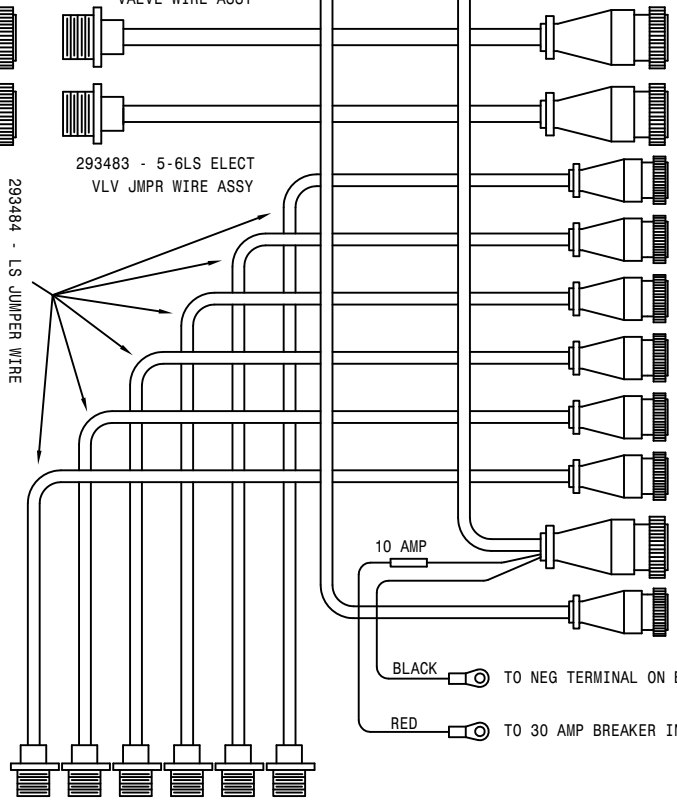 VALVE WIRE ASSY
293483 - 5-6LS ELECT
VLV JMPR WIRE ASSY
293484 - LS JUMPER WIRE
10 AMP
BLACK
TO NEG TERMINAL ON
RED
TO 30 AMP BREAKER